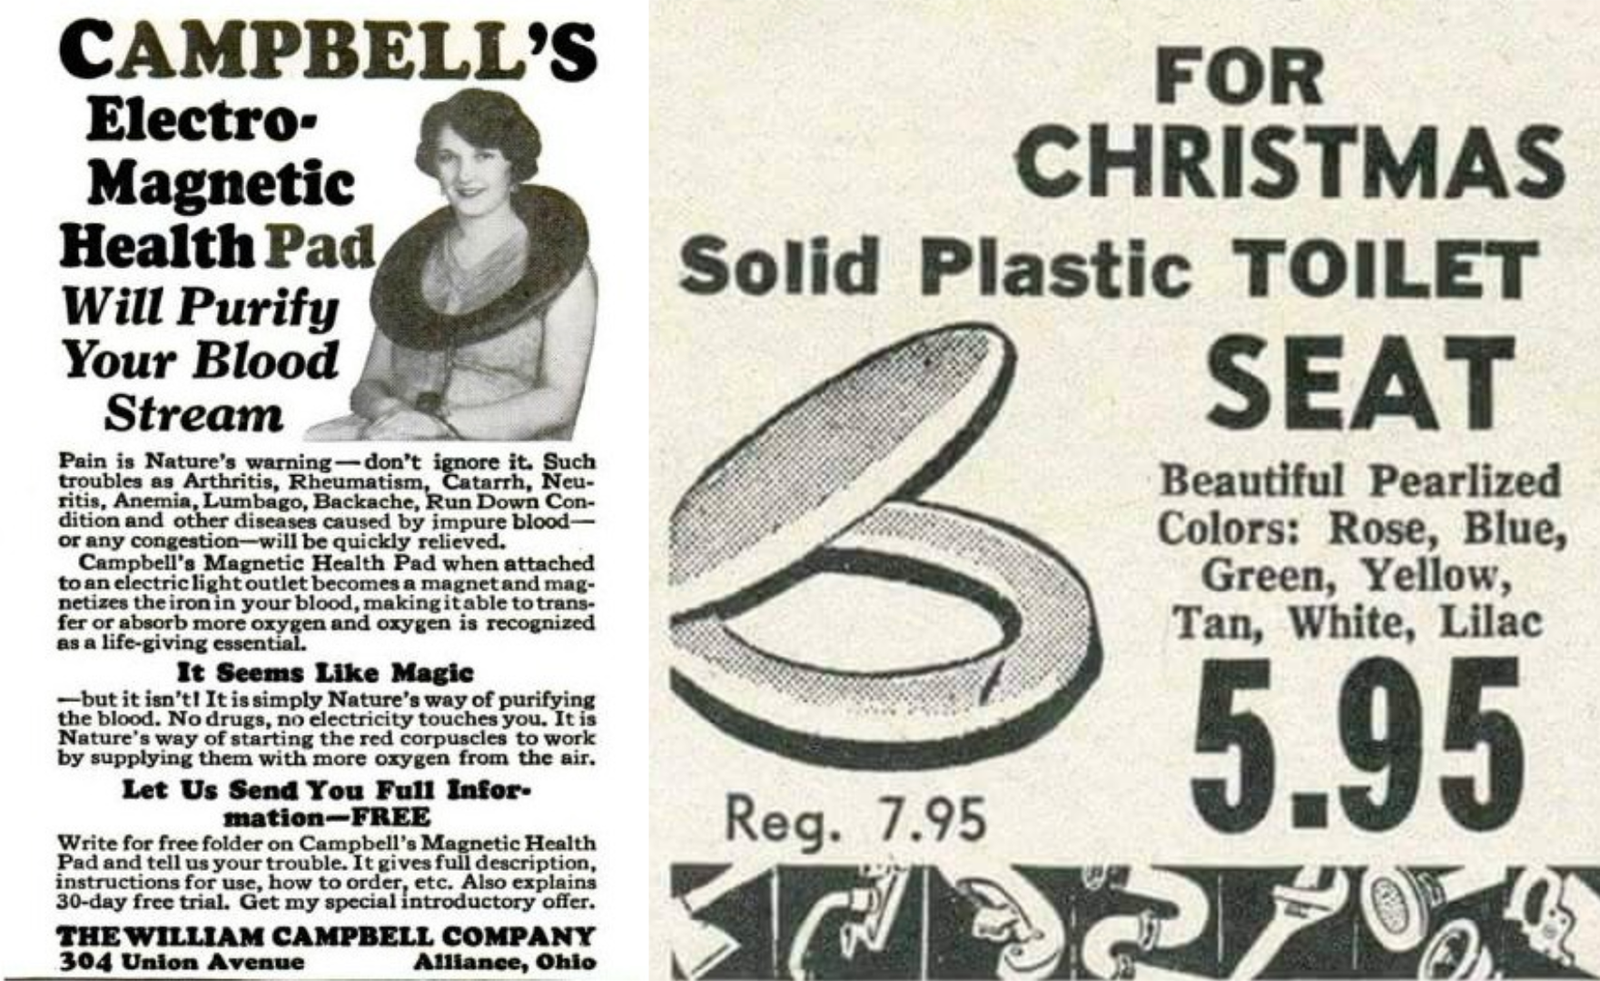 CAMPBELL'S
Electro-
Magnetic
Health Pad
Will Purify
Your Blood
Stream
Pain is Nature's warning—don't ignore it. Such
troubles as Arthritis, Rheumatism, Catarrh, Neu-
ritis, Anemia, Lumbago, Backache, Run Down Con-
dition and other diseases caused by impure blood—
or any congestion—will be quickly relieved.
Campbell's Magnetic Health Pad when attached
to an electric light outlet becomes a magnet and mag-
netizes the iron in your blood, making it able to trans-
fer or absorb more oxygen and oxygen is recognized
as a life-giving essential.
It Seems Like Magic
—but it isn't! It is simply Nature's way of purifying
the blood. No drugs, no electricity touches you. It is
Nature's way of starting the red corpuscles to work
by supplying them with more oxygen from the air.
Let Us Send You Full Infor-
mation—FREE
Write for free folder on Campbell's Magnetic Health
Pad and tell us your trouble. It gives full description,
instructions for use, how to order, etc. Also explains
30-day free trial. Get my special introductory offer.
THE WILLIAM CAMPBELL COMPANY
304 Union Avenue Alliance, Ohio
FOR
CHRISTMAS
Solid Plastic TOILET
SEAT
Beautiful Pearlized
Colors: Rose, Blue,
Green, Yellow,
Tan, White, Lilac
5.95
Reg. 7.95